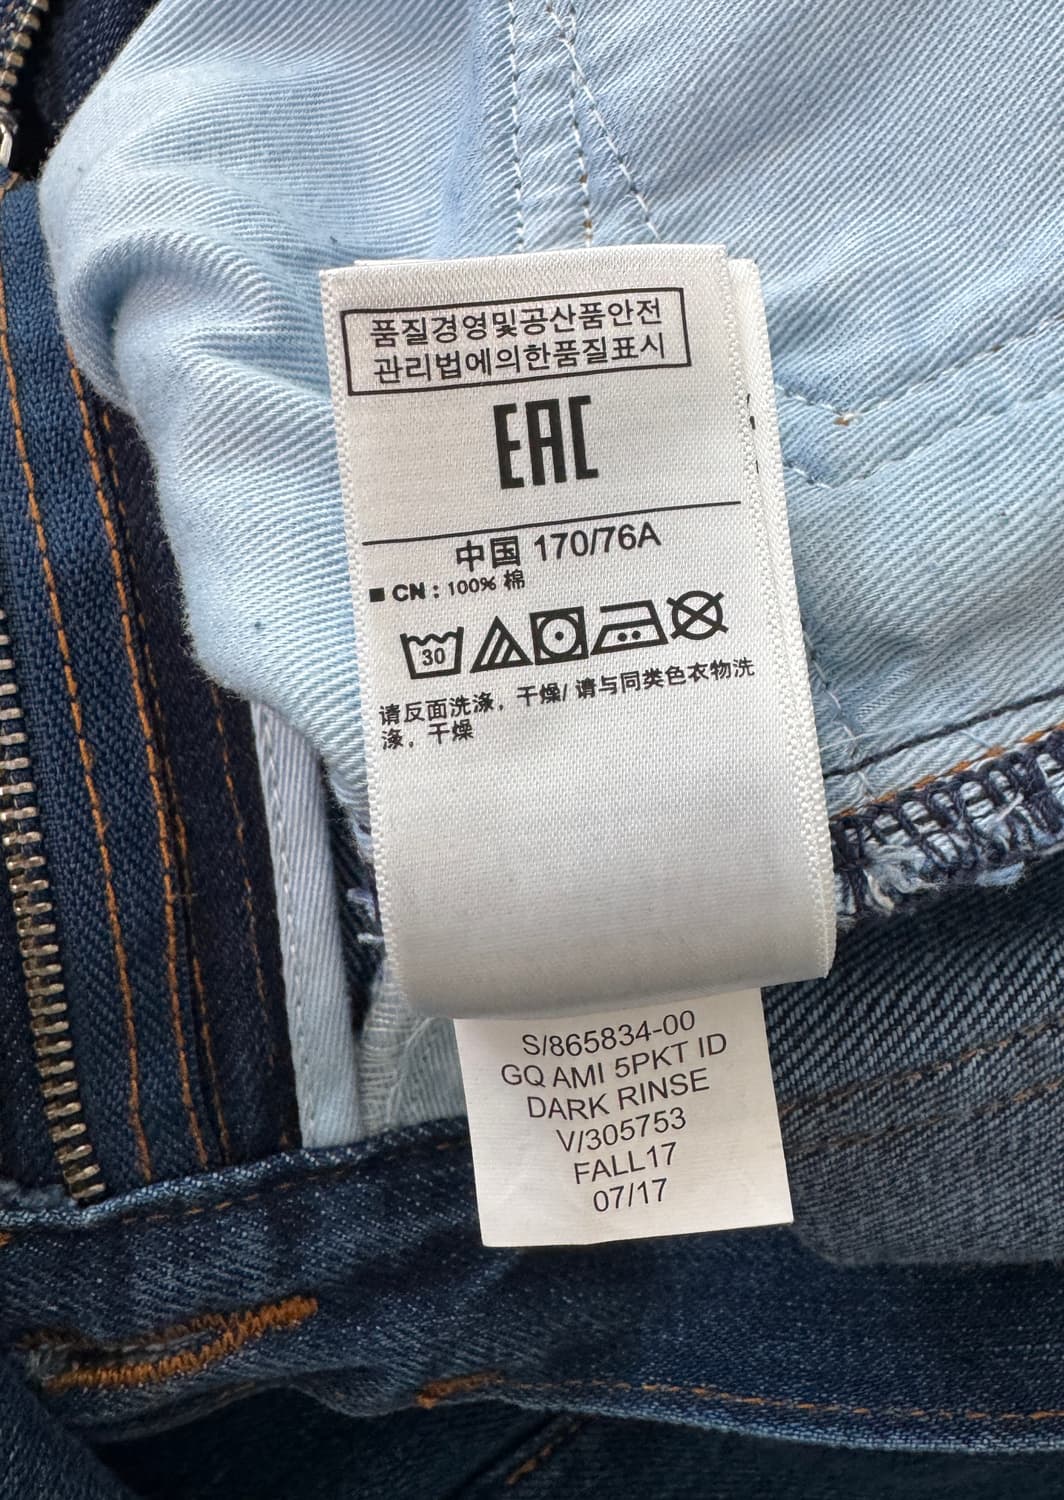 품질경영및공산품안전
관리법에의한품질표시
EAC
中国 170/76A
■ CN : 100% 棉
30
请反面洗涤，干燥/ 请与同类色衣物洗
涤，干燥
S/865834-00
GQ AMI 5PKT ID
DARK RINSE
V/305753
FALL17
07/17